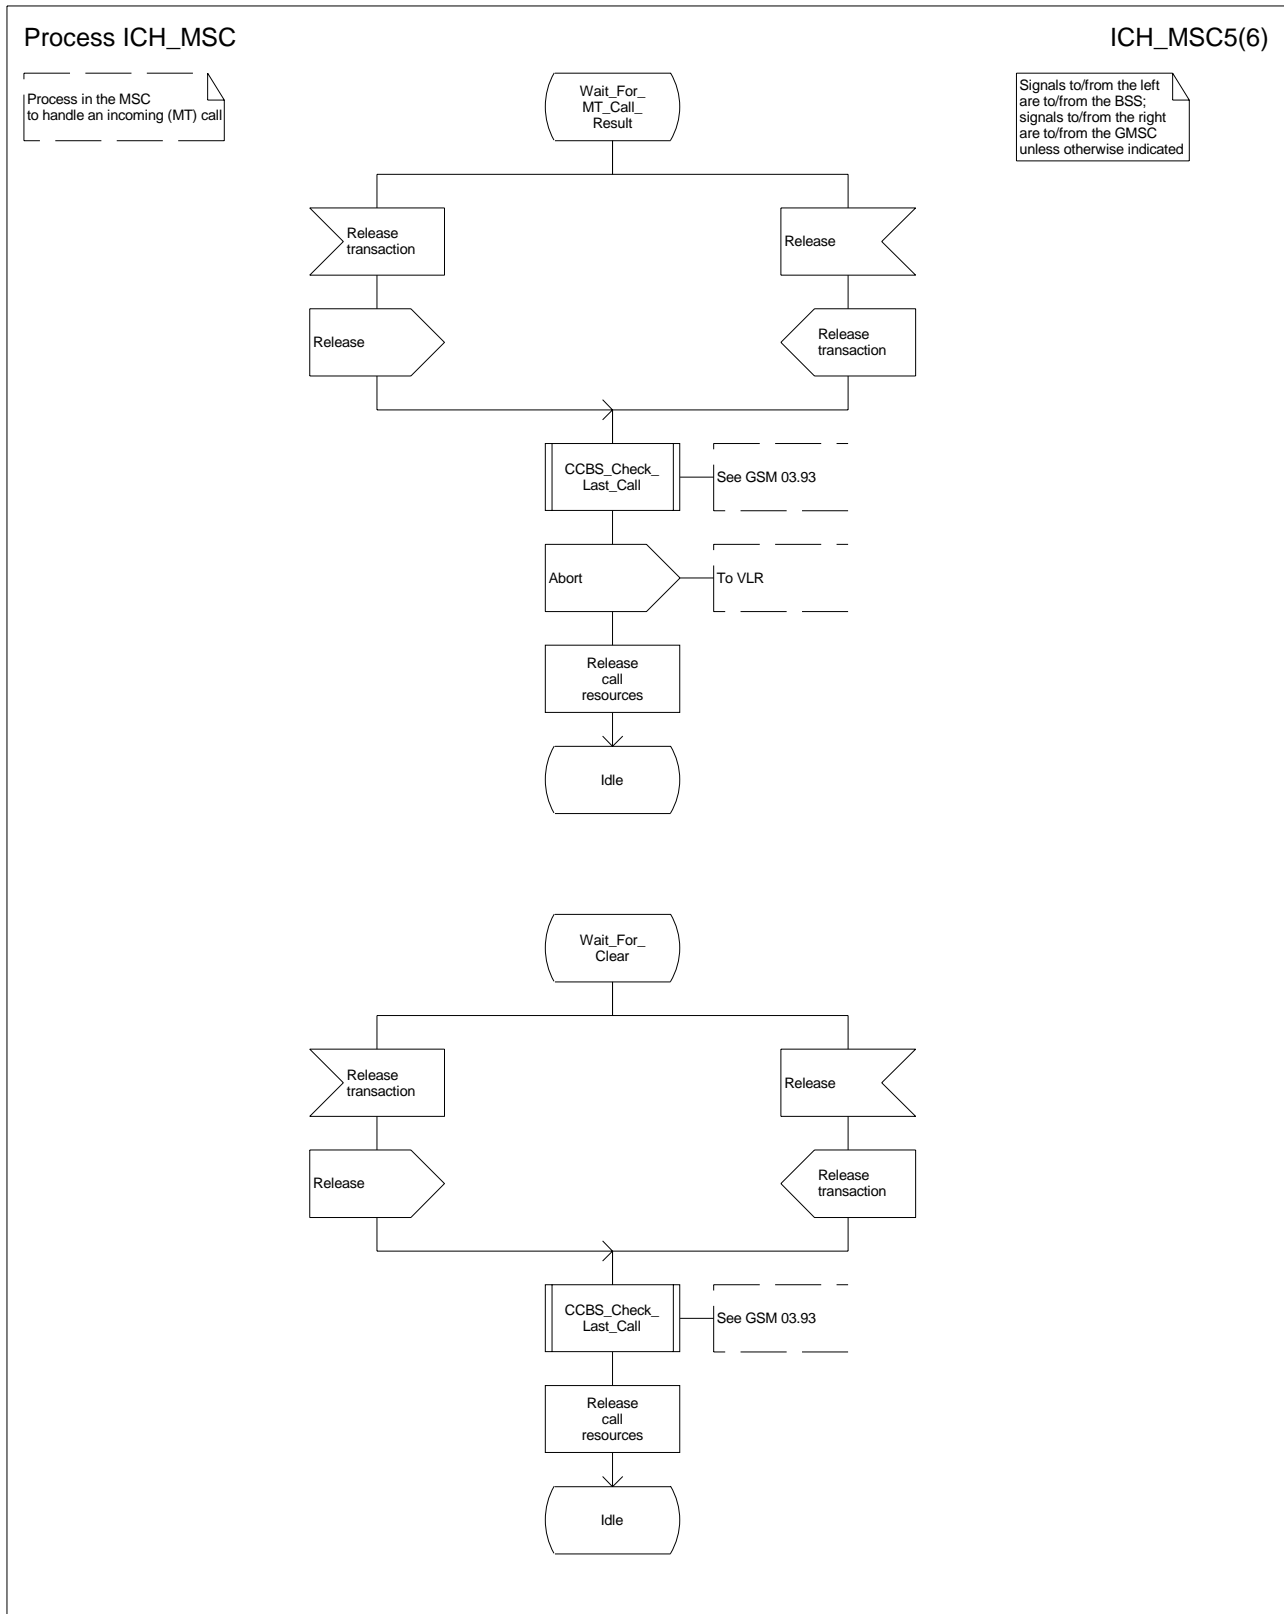 Process ICH_MSC
ICH_MSC5(6)
Process in the MSC
to handle an incoming (MT) call
Signals to/from the left
are to/from the BSS;
signals to/from the right
are to/from the GMSC
unless otherwise indicated
Wait_For_
MT_Call_
Result
Release
transaction
Release
Release
Release
transaction
CCBS_Check_
Last_Call
See GSM 03.93
Abort
To VLR
Release
call
resources
Idle
Wait_For_
Clear
Release
transaction
Release
Release
Release
transaction
CCBS_Check_
Last_Call
See GSM 03.93
Release
call
resources
Idle